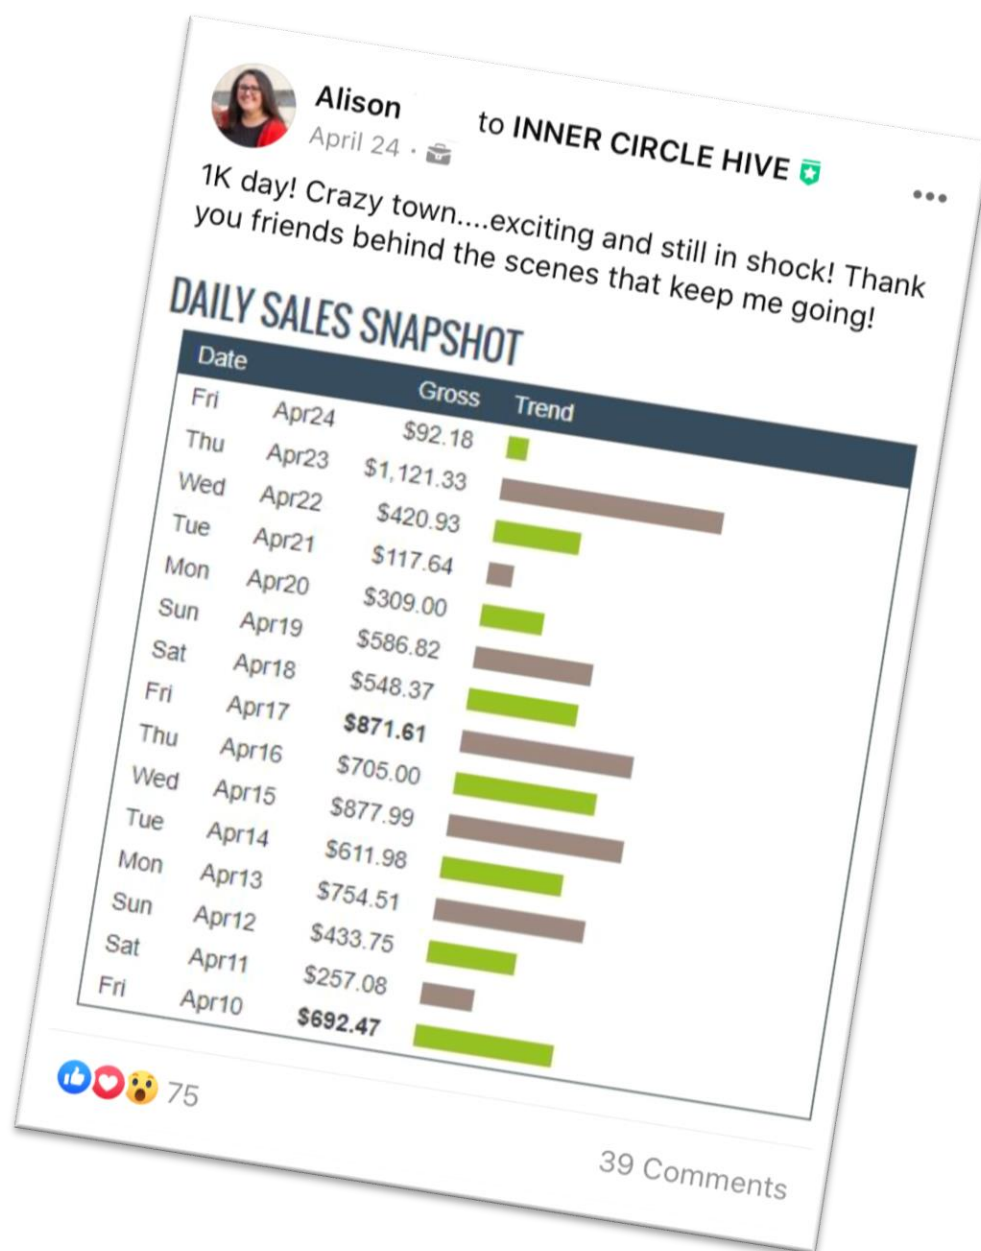 Alison to INNER CIRCLE HIVE
April 24 ·
1K day! Crazy town....exciting and still in shock! Thank
you friends behind the scenes that keep me going!
DAILY SALES SNAPSHOT
Date Gross Trend
Fri Apr24 $92.18
Thu Apr23 $1,121.33
Wed Apr22 $420.93
Tue Apr21 $117.64
Mon Apr20 $309.00
Sun Apr19 $586.82
Sat Apr18 $548.37
Fri Apr17 $871.61
Thu Apr16 $705.00
Wed Apr15 $877.99
Tue Apr14 $611.98
Mon Apr13 $754.51
Sun Apr12 $433.75
Sat Apr11 $257.08
Fri Apr10 $692.47
75
39 Comments